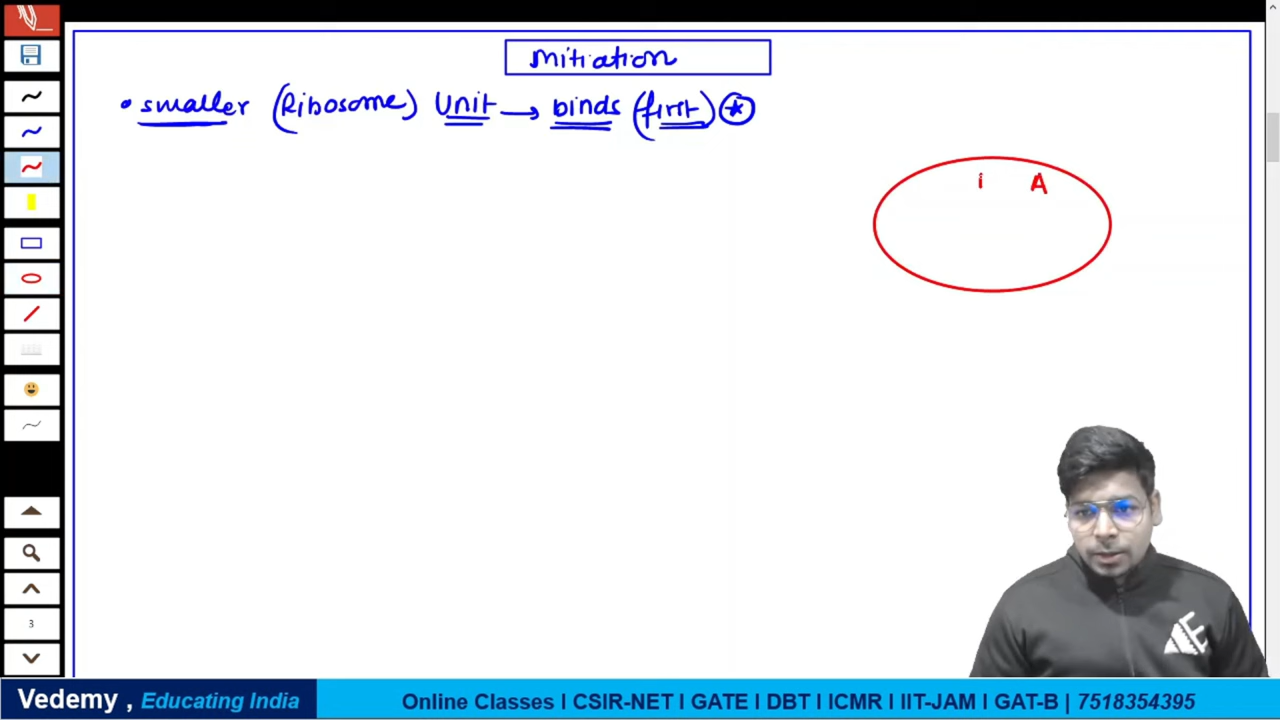 Initiation
• smaller (Ribosome) Unit → binds (first) ★
A
3
Vedemy , Educating India
Online Classes I CSIR-NET I GATE I DBT I ICMR I IIT-JAM I GAT-B | 7518354395